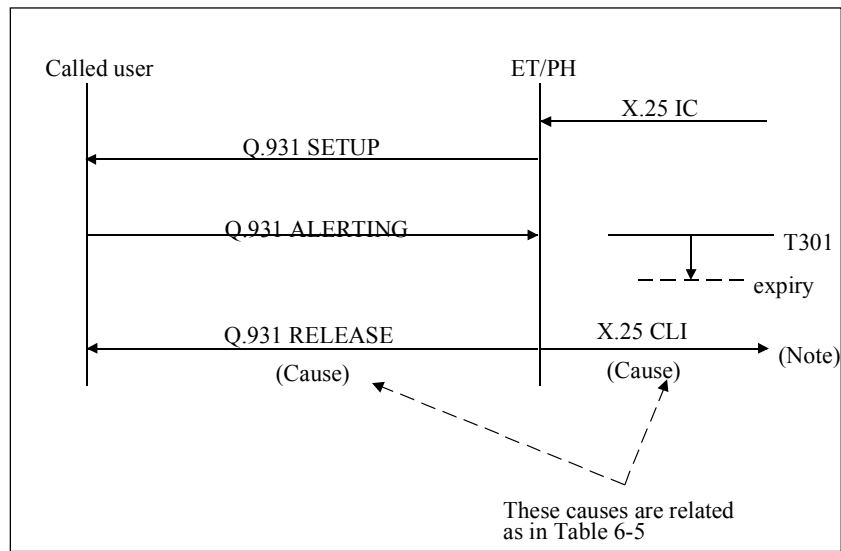 Called user
ET/PH
X.25 IC
Q.931 SETUP
Q.931 ALERTING
T301
expiry
Q.931 RELEASE
X.25 CLI
(Note)
(Cause)
(Cause)
These causes are related
as in Table 6-5